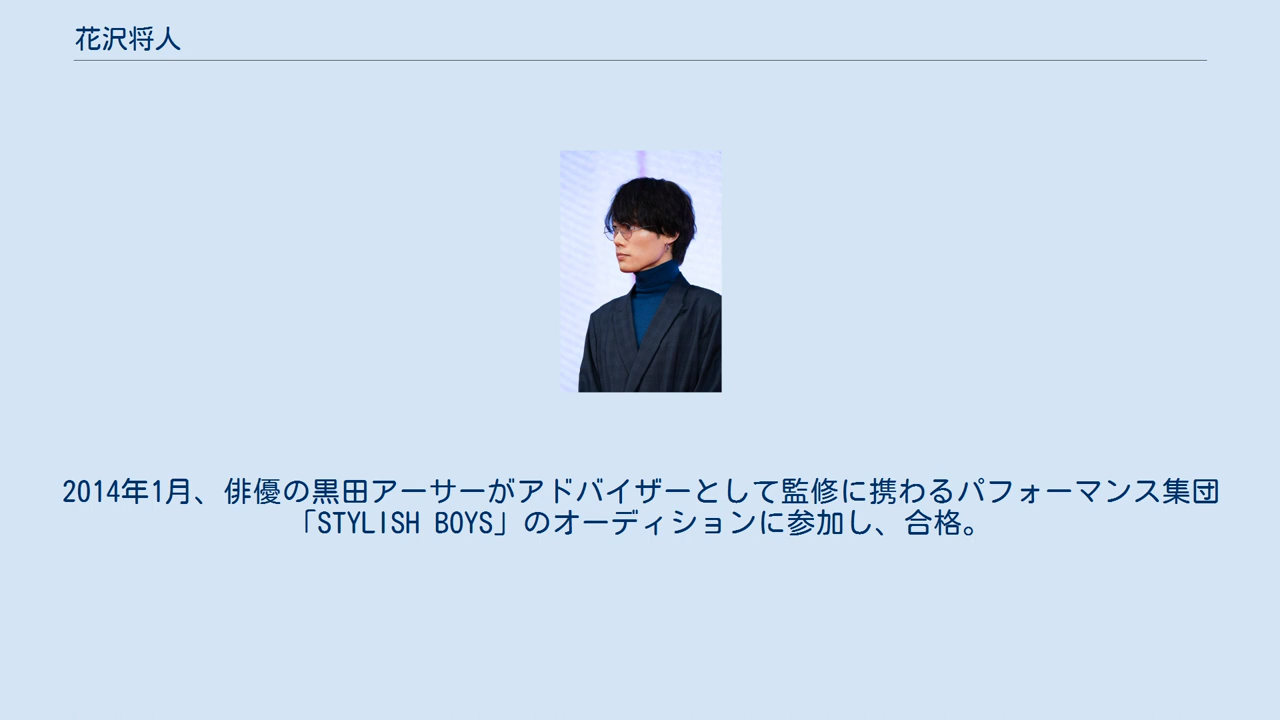 花沢将人
2014年1月、俳優の黒田アーサーがアドバイザーとして監修に携わるパフォーマンス集団
「STYLISH BOYS」のオーディションに参加し、合格。